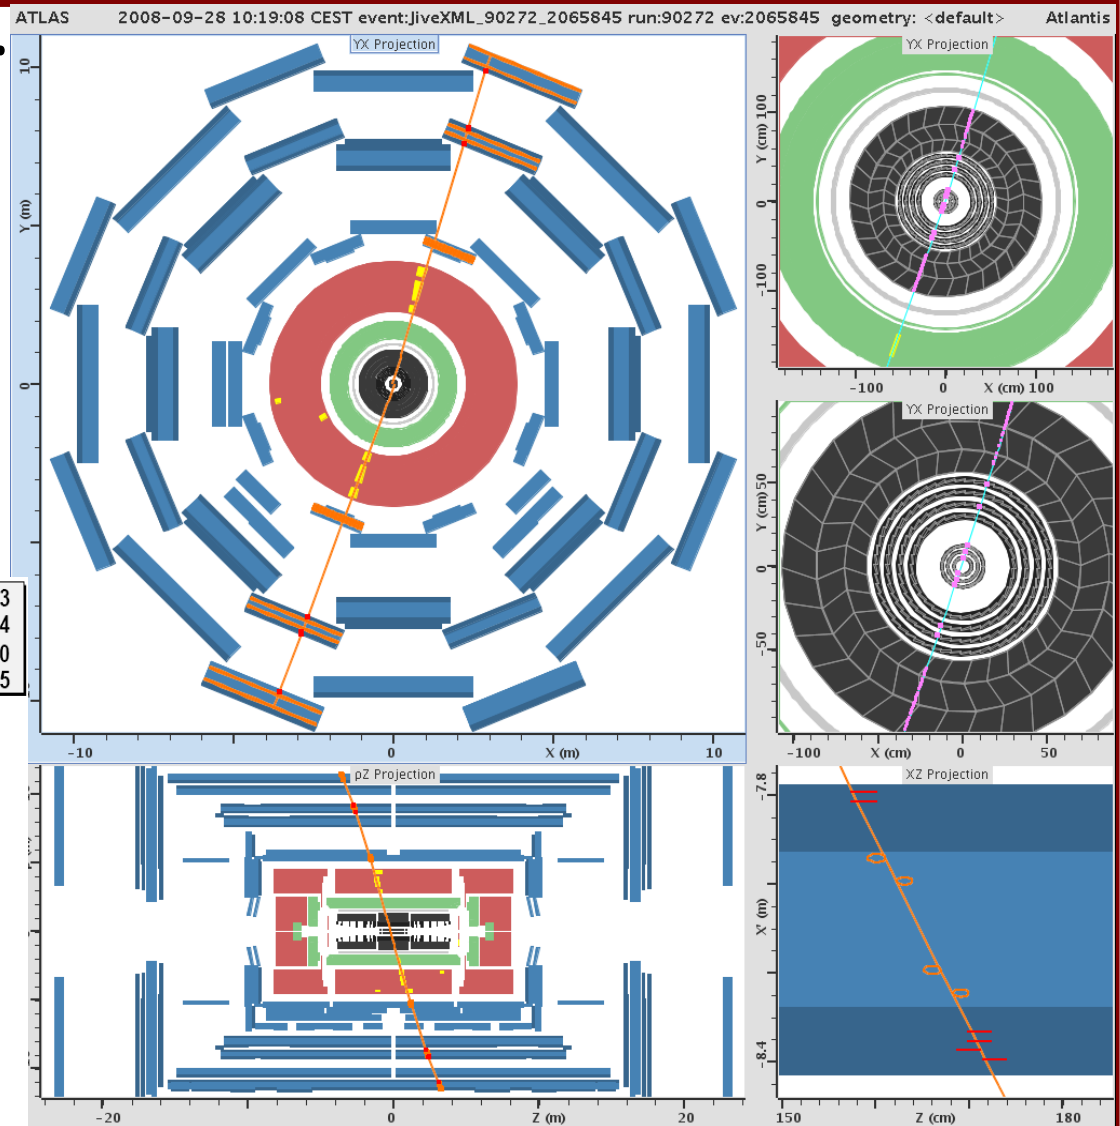 ATLAS 2008-09-28 10:19:08 CEST event:JiveXML_90272_2065845 run:90272 ev:2065845 geometry: <default> Atlantis
YX Projection
10
Y (m)
0
-10 0 X (m) 10
YX Projection
Y (cm) 100
0
-100
-100 0 X (cm) 100
YX Projection
Y (cm) 50
0
-50
-100 X (cm) 0 50
3
4
0
5
ρZ Projection
-20 0 Z (m) 20
XZ Projection
-7.8
X' (m)
-8.4
150 Z (cm) 180